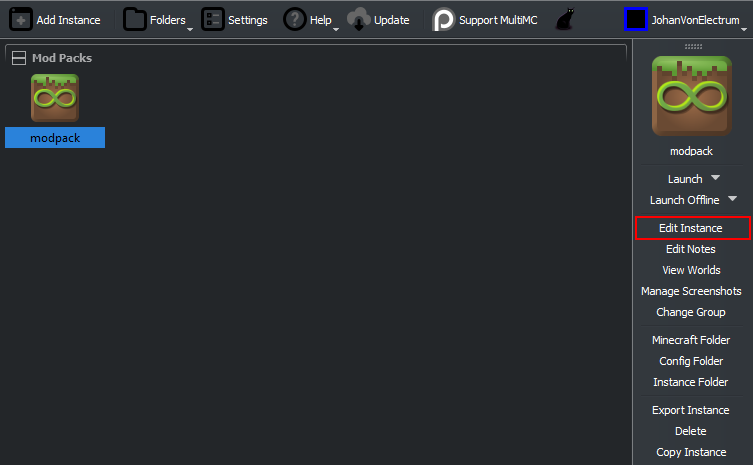 Add Instance Folders Settings Help Update Support MultiMC JohanVonElectrum
Mod Packs
modpack
modpack
Launch
Launch Offline
Edit Instance
Edit Notes
View Worlds
Manage Screenshots
Change Group
Minecraft Folder
Config Folder
Instance Folder
Export Instance
Delete
Copy Instance